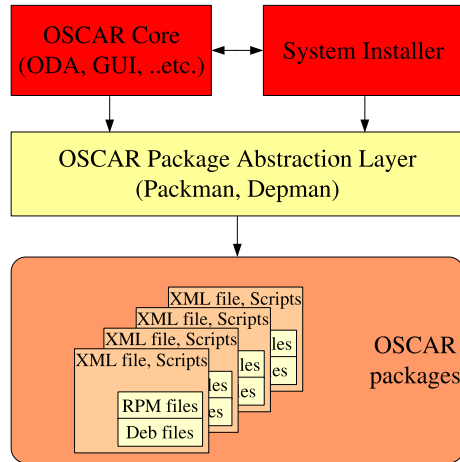 OSCAR Core
(ODA, GUI, ..etc.)
System Installer
OSCAR Package Abstraction Layer
(Packman, Depman)
XML file, Scripts
XML file, Scripts
XML file, Scripts
XML file, Scripts
RPM files
Deb files
OSCAR
packages